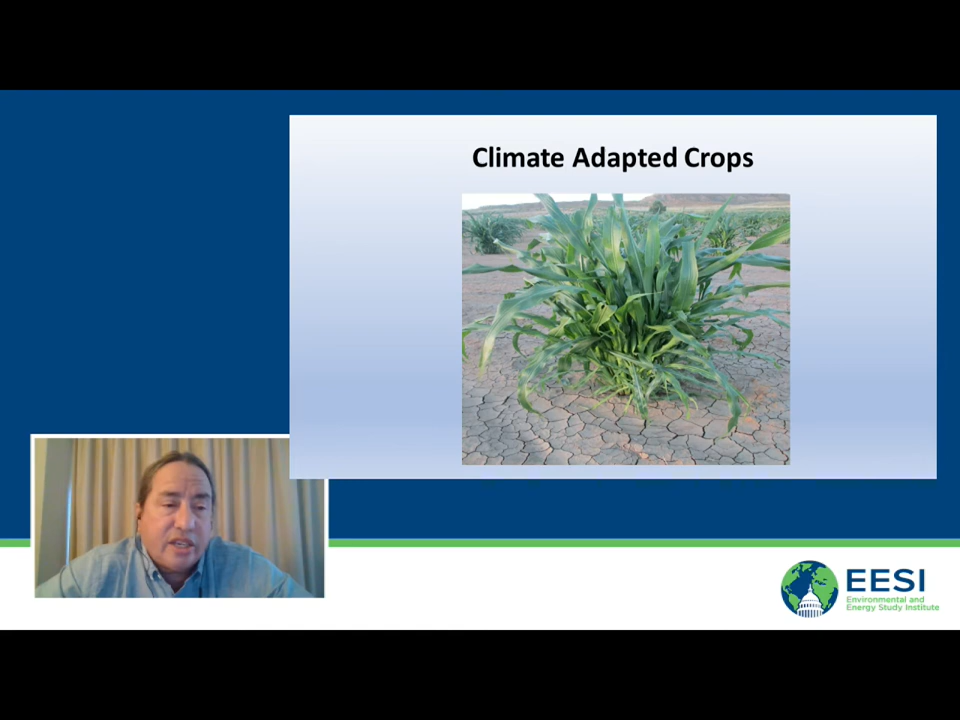 Climate Adapted Crops
EESI
Environmental and
Energy Study Institute